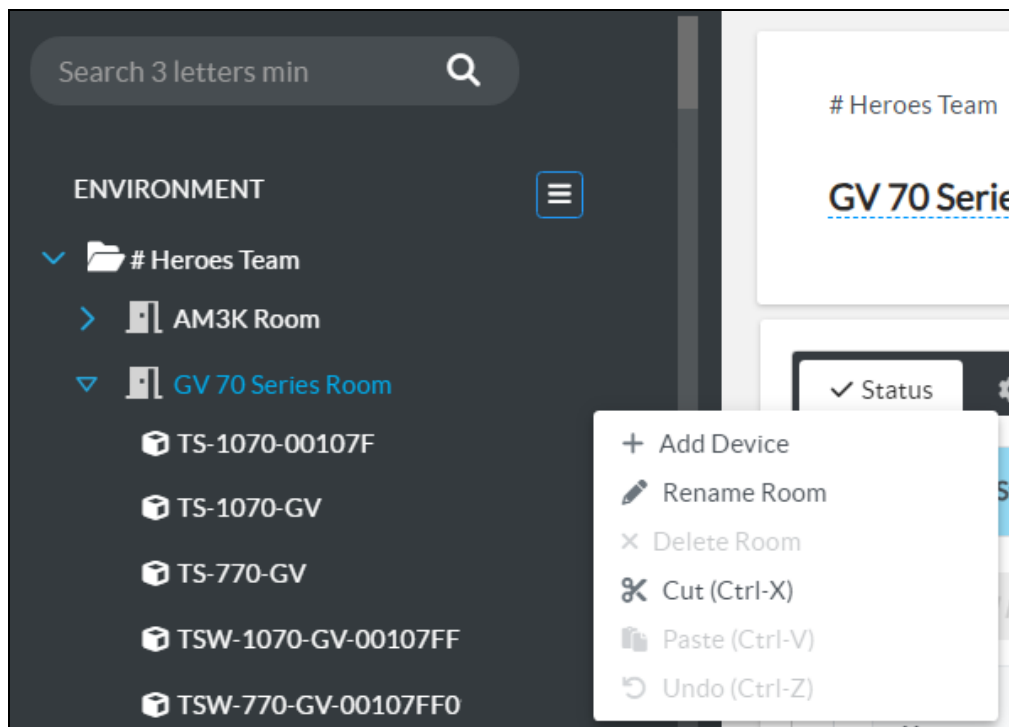 Search 3 letters min
ENVIRONMENT
# Heroes Team
AM3K Room
GV 70 Series Room
TS-1070-00107F
TS-1070-GV
TS-770-GV
TSW-1070-GV-00107FF
TSW-770-GV-00107FF0
# Heroes Team
GV 70 Serie
Status
Add Device
Rename Room
Delete Room
Cut (Ctrl-X)
Paste (Ctrl-V)
Undo (Ctrl-Z)